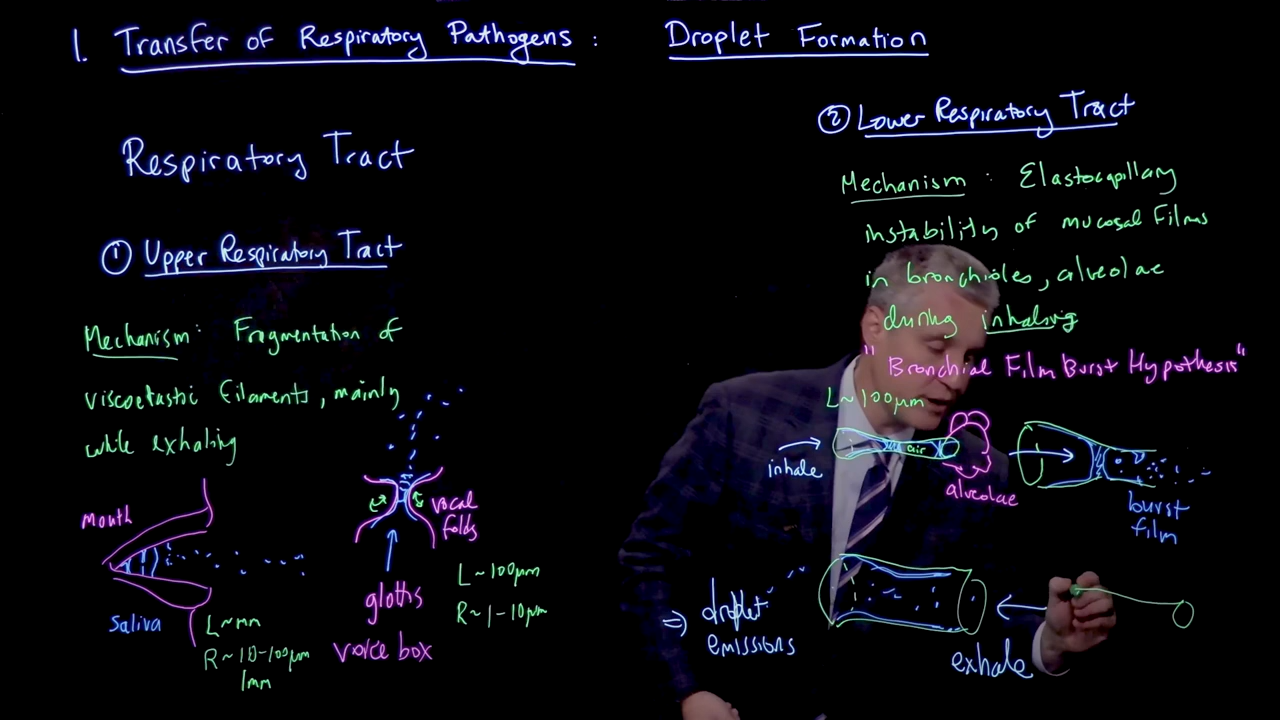 1. Transfer of Respiratory Pathogens : Droplet Formation
Respiratory Tract
① Upper Respiratory Tract
Mechanism: Fragmentation of
viscoelastic filaments, mainly
while exhaling
Mouth
Saliva
L~mm
R~10-100μm
1mm
vocal
folds
glottis
voice box
L~100μm
R~1-10μm
② Lower Respiratory Tract
Mechanism : Elastocapillary
instability of mucosal films
in bronchioles, alveolae
during inhaling
"Bronchial Film Burst Hypothesis"
L~100μm
inhale
air
alveolae
burst
film
⇒ droplet
emissions
exhale